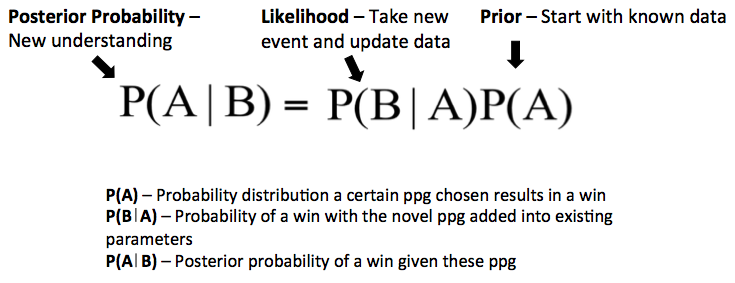 Posterior Probability –
New understanding
Likelihood – Take new
event and update data
Prior – Start with known data
P(A | B) = P(B | A)P(A)
P(A) – Probability distribution a certain ppg chosen results in a win
P(B|A) – Probability of a win with the novel ppg added into existing
parameters
P(A| B) – Posterior probability of a win given these ppg